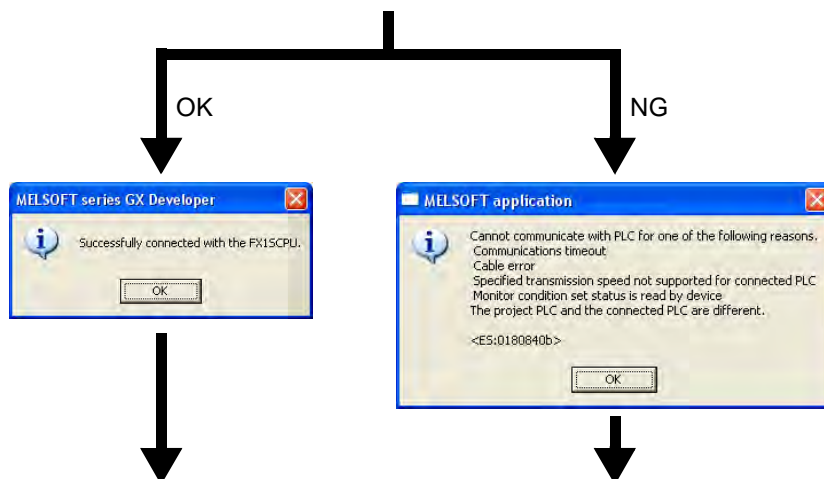 OK
NG
MELSOFT series GX Developer
Successfully connected with the FX1SCPU.
OK
MELSOFT application
Cannot communicate with PLC for one of the following reasons.
Communications timeout
Cable error
Specified transmission speed not supported for connected PLC
Monitor condition set status is read by device
The project PLC and the connected PLC are different.
<ES:0180840b>
OK